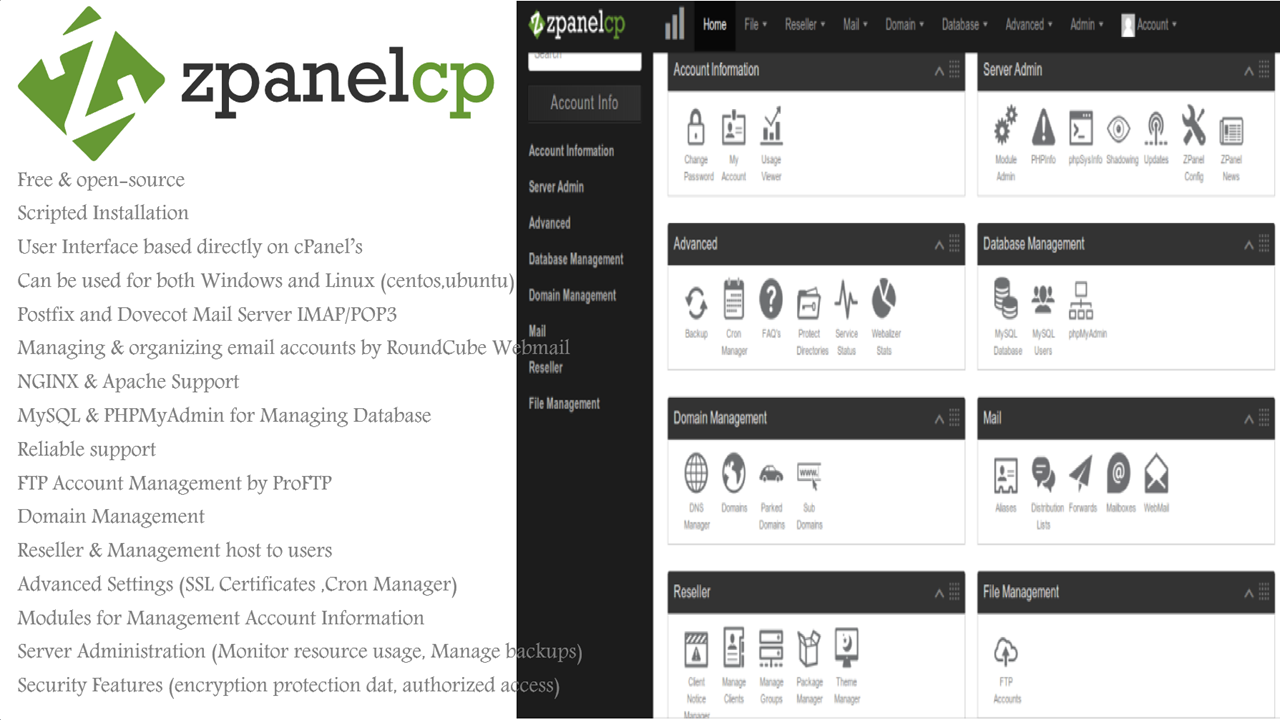 zpanelcp
Free & open-source
Scripted Installation
User Interface based directly on cPanel's
Can be used for both Windows and Linux (centos,ubuntu)
Postfix and Dovecot Mail Server IMAP/POP3
Managing & organizing email accounts by RoundCube Webmail
NGINX & Apache Support
MySQL & PHPMyAdmin for Managing Database
Reliable support
FTP Account Management by ProFTP
Domain Management
Reseller & Management host to users
Advanced Settings (SSL Certificates ,Cron Manager)
Modules for Management Account Information
Server Administration (Monitor resource usage, Manage backups)
Security Features (encryption protection dat, authorized access)
zpanelcp Home File Reseller Mail Domain Database Advanced Admin Account
Search
Account Info
Account Information
Server Admin
Advanced
Database Management
Domain Management
Mail
Reseller
File Management
Account Information
Change Password
My Account
Usage Viewer
Server Admin
Module Admin
PHPInfo
phpSysInfo
Shadowing
Updates
ZPanel Config
ZPanel News
Advanced
Backup
Cron Manager
FAQ's
Protect Directories
Service Status
Webalizer Stats
Database Management
MySQL Database
MySQL Users
phpMyAdmin
Domain Management
DNS Manager
Domains
Parked Domains
www.
Sub Domains
Mail
Aliases
Distribution Lists
Forwards
Mailboxes
WebMail
Reseller
Client Notice Manager
Manage Clients
Manage Groups
Package Manager
Theme Manager
File Management
FTP Accounts